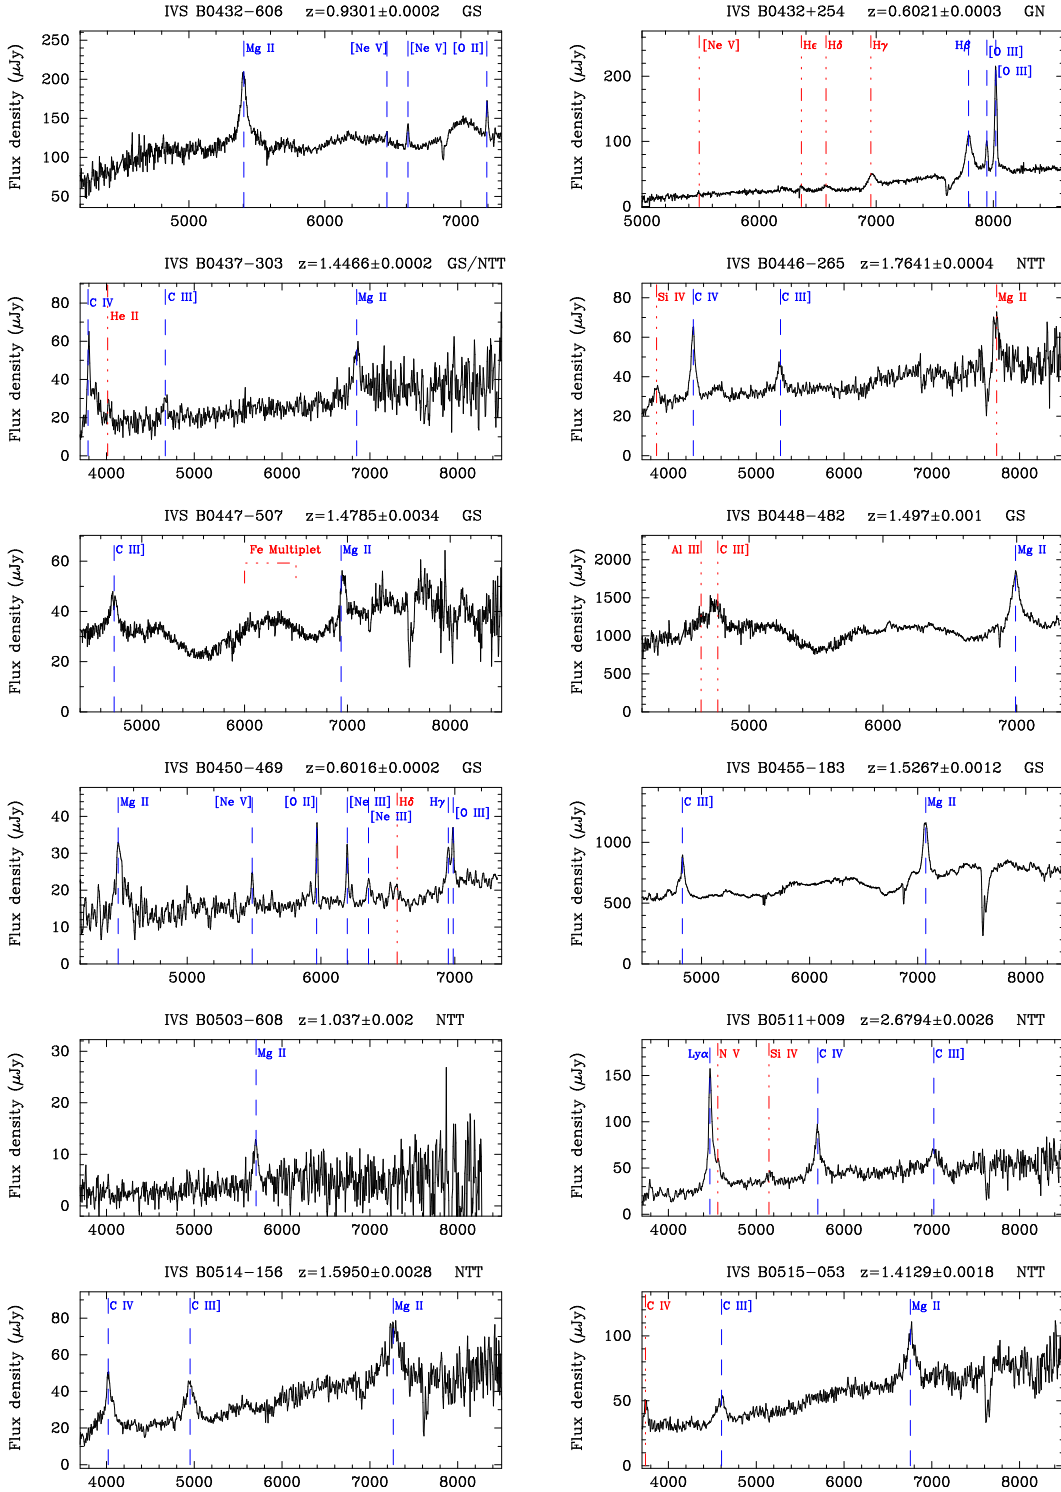 IVS B0432−606 z=0.9301±0.0002 GS
Flux density (μJy)
250
200
150
100
50
Mg II
[Ne V]
[Ne V]
[O II]
5000 6000 7000
IVS B0432+254 z=0.6021±0.0003 GN
Flux density (μJy)
200
100
0
[Ne V]
Hϵ
Hδ
Hγ
Hβ
[O III]
[O III]
5000 6000 7000 8000
IVS B0437−303 z=1.4466±0.0002 GS/NTT
Flux density (μJy)
80
60
40
20
0
C IV
He II
C III]
Mg II
4000 5000 6000 7000 8000
IVS B0446−265 z=1.7641±0.0004 NTT
Flux density (μJy)
80
60
40
20
0
Si IV
C IV
C III]
Mg II
4000 5000 6000 7000 8000
IVS B0447−507 z=1.4785±0.0034 GS
Flux density (μJy)
60
40
20
0
C III]
Fe Multiplet
Mg II
5000 6000 7000 8000
IVS B0448−482 z=1.497±0.001 GS
Flux density (μJy)
2000
1500
1000
500
0
Al III
C III]
Mg II
5000 6000 7000
IVS B0450−469 z=0.6016±0.0002 GS
Flux density (μJy)
40
30
20
10
0
Mg II
[Ne V]
[O II]
[Ne III]
[Ne III]
Hδ
Hγ
[O III]
5000 6000 7000
IVS B0455−183 z=1.5267±0.0012 GS
Flux density (μJy)
1000
500
0
C III]
Mg II
5000 6000 7000 8000
IVS B0503−608 z=1.037±0.002 NTT
Flux density (μJy)
30
20
10
0
Mg II
4000 5000 6000 7000 8000
IVS B0511+009 z=2.6794±0.0026 NTT
Flux density (μJy)
150
100
50
0
Lyα
N V
Si IV
C IV
C III]
4000 5000 6000 7000 8000
IVS B0514−156 z=1.5950±0.0028 NTT
Flux density (μJy)
80
60
40
20
0
C IV
C III]
Mg II
4000 5000 6000 7000 8000
IVS B0515−053 z=1.4129±0.0018 NTT
Flux density (μJy)
100
50
0
C IV
C III]
Mg II
4000 5000 6000 7000 8000